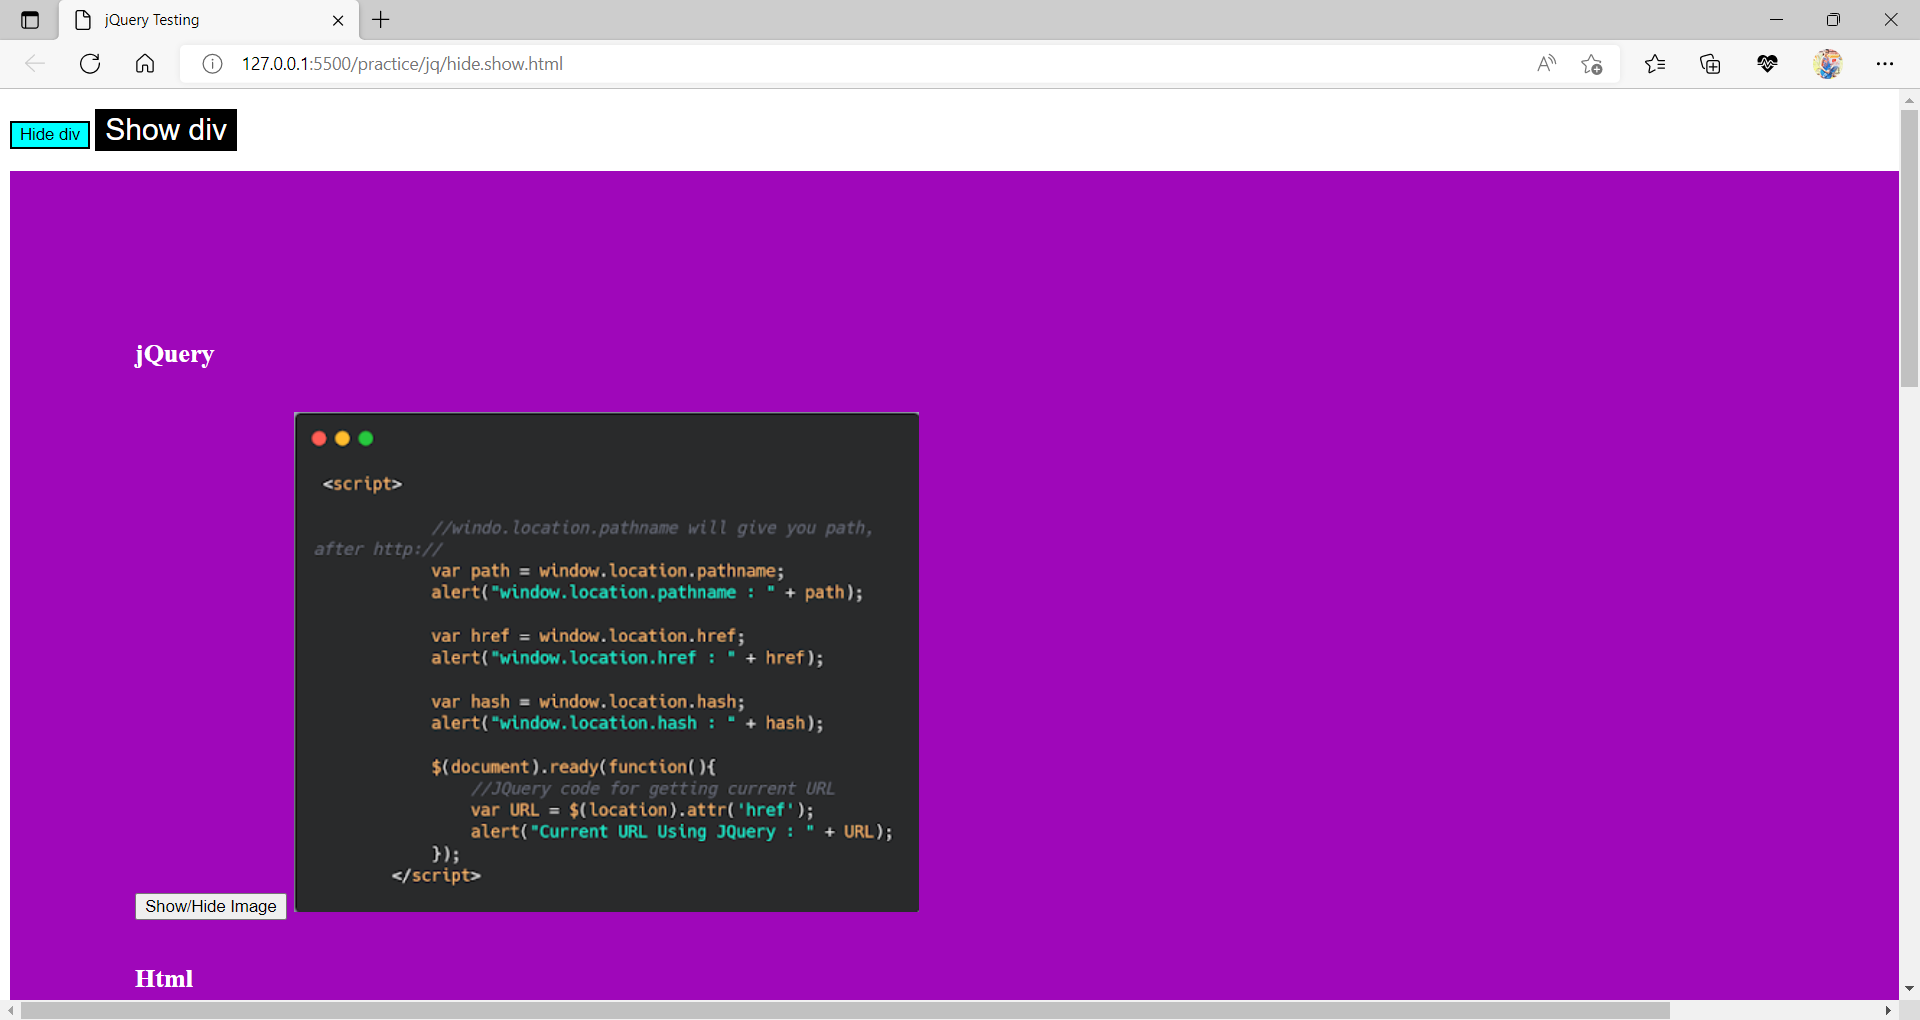 jQuery Testing
127.0.0.1:5500/practice/jq/hide.show.html
Hide div Show div
jQuery
<script>
//windo.location.pathname will give you path,
after http://
var path = window.location.pathname;
alert("window.location.pathname : " + path);
var href = window.location.href;
alert("window.location.href : " + href);
var hash = window.location.hash;
alert("window.location.hash : " + hash);
$(document).ready(function(){
//JQuery code for getting current URL
var URL = $(location).attr('href');
alert("Current URL Using JQuery : " + URL);
});
</script>
Show/Hide Image
Html